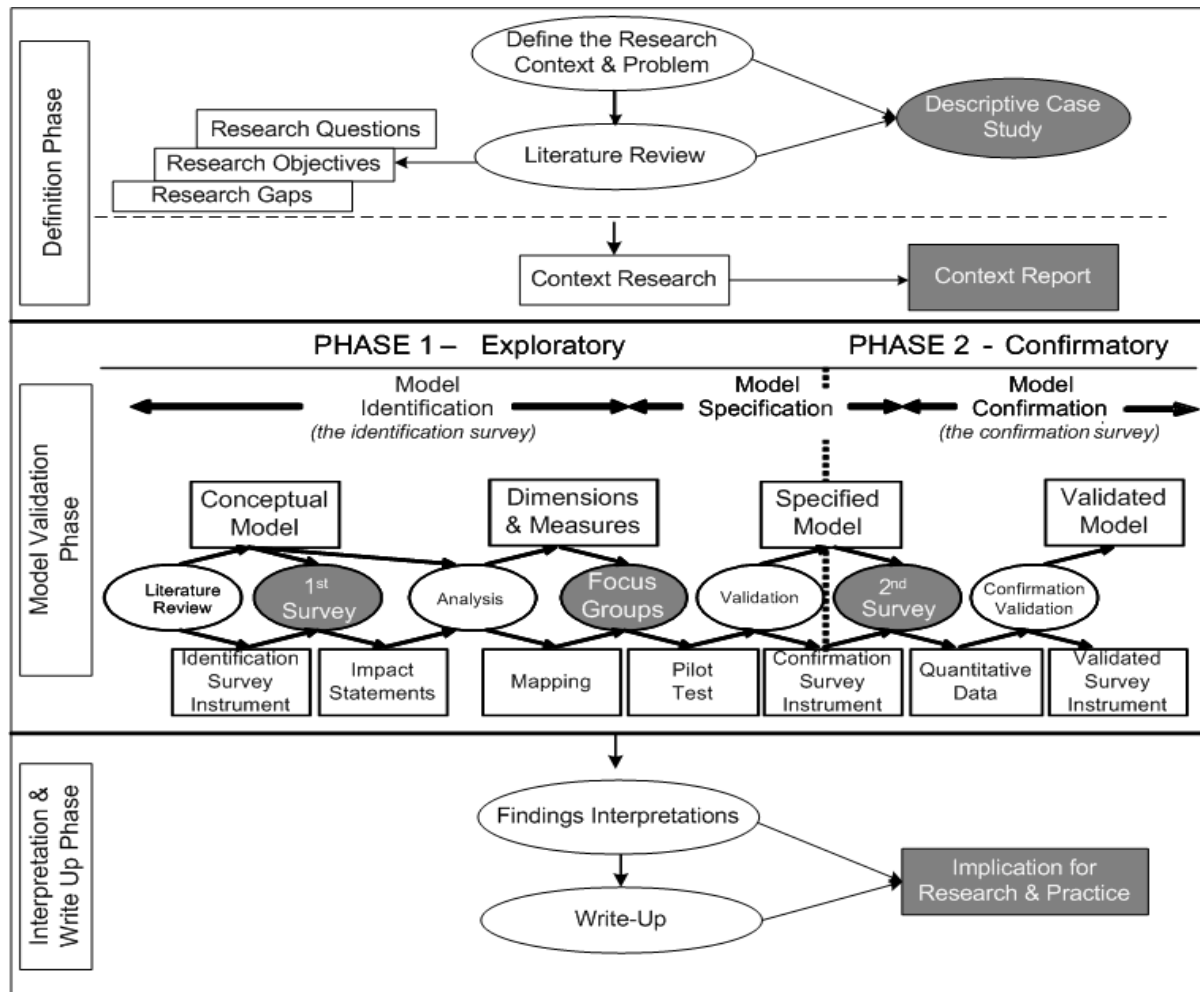 Definition Phase
Define the Research
Context & Problem
Descriptive Case
Study
Research Questions
Research Objectives
Research Gaps
Literature Review
Context Research
Context Report
Model Validation
Phase
PHASE 1 – Exploratory
PHASE 2 - Confirmatory
Model
Identification
(the identification survey)
Model
Specification
Model
Confirmation
(the confirmation survey)
Conceptual
Model
Dimensions
& Measures
Specified
Model
Validated
Model
Literature
Review
1st
Survey
Analysis
Focus
Groups
Validation
2nd
Survey
Confirmation
Validation
Identification
Survey
Instrument
Impact
Statements
Mapping
Pilot
Test
Confirmation
Survey
Instrument
Quantitative
Data
Validated
Survey
Instrument
Interpretation &
Write Up Phase
Findings Interpretations
Implication for
Research & Practice
Write-Up